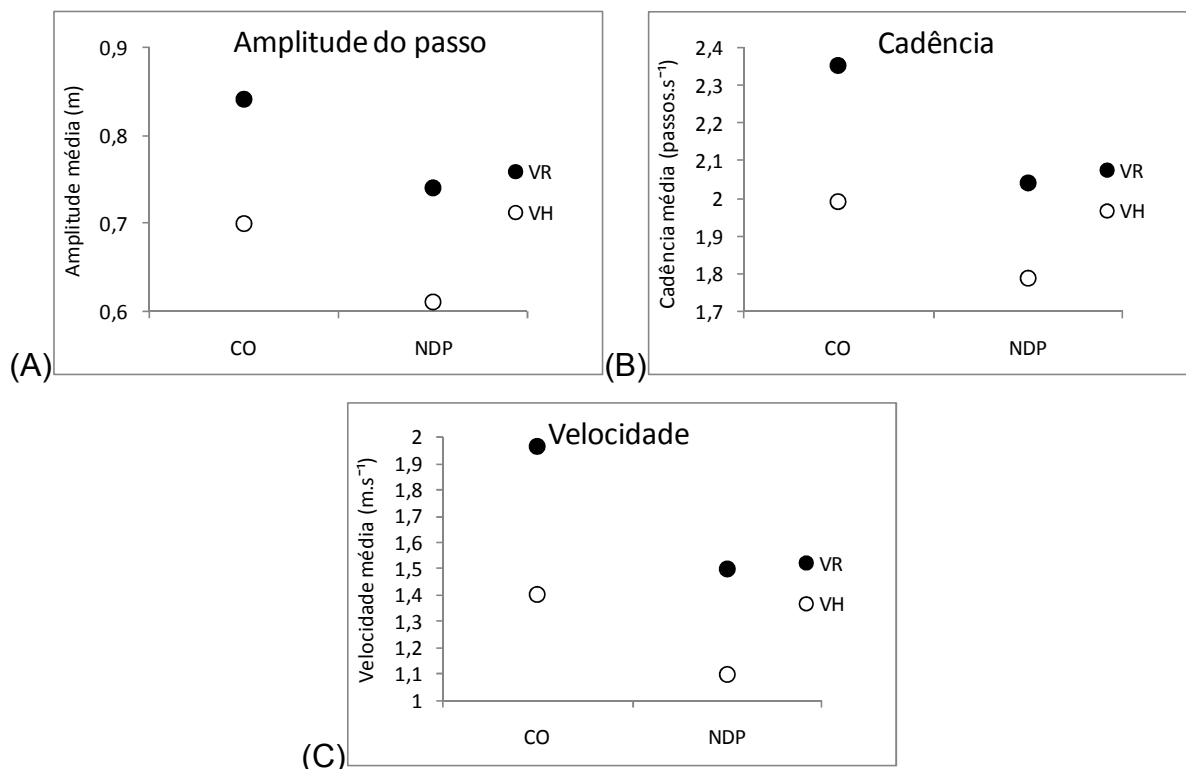 Amplitude do passo
Amplitude média (m)
0,9
0,8
0,7
0,6
VR
VH
CO NDP
(A)
Cadência
Cadência média (passos.s⁻¹)
2,4
2,3
2,2
2,1
2
1,9
1,8
1,7
VR
VH
CO NDP
(B)
Velocidade
Velocidade média (m.s⁻¹)
2
1,9
1,8
1,7
1,6
1,5
1,4
1,3
1,2
1,1
1
VR
VH
CO NDP
(C)